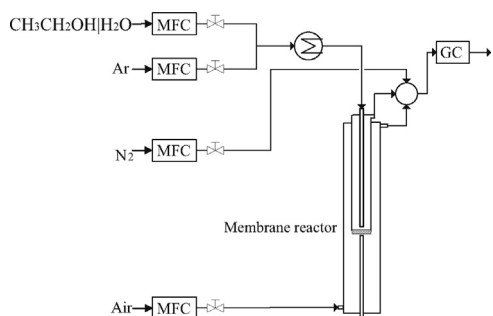 CH3CH2OH|H2O MFC
GC
Ar MFC
N2 MFC
Membrane reactor
Air MFC